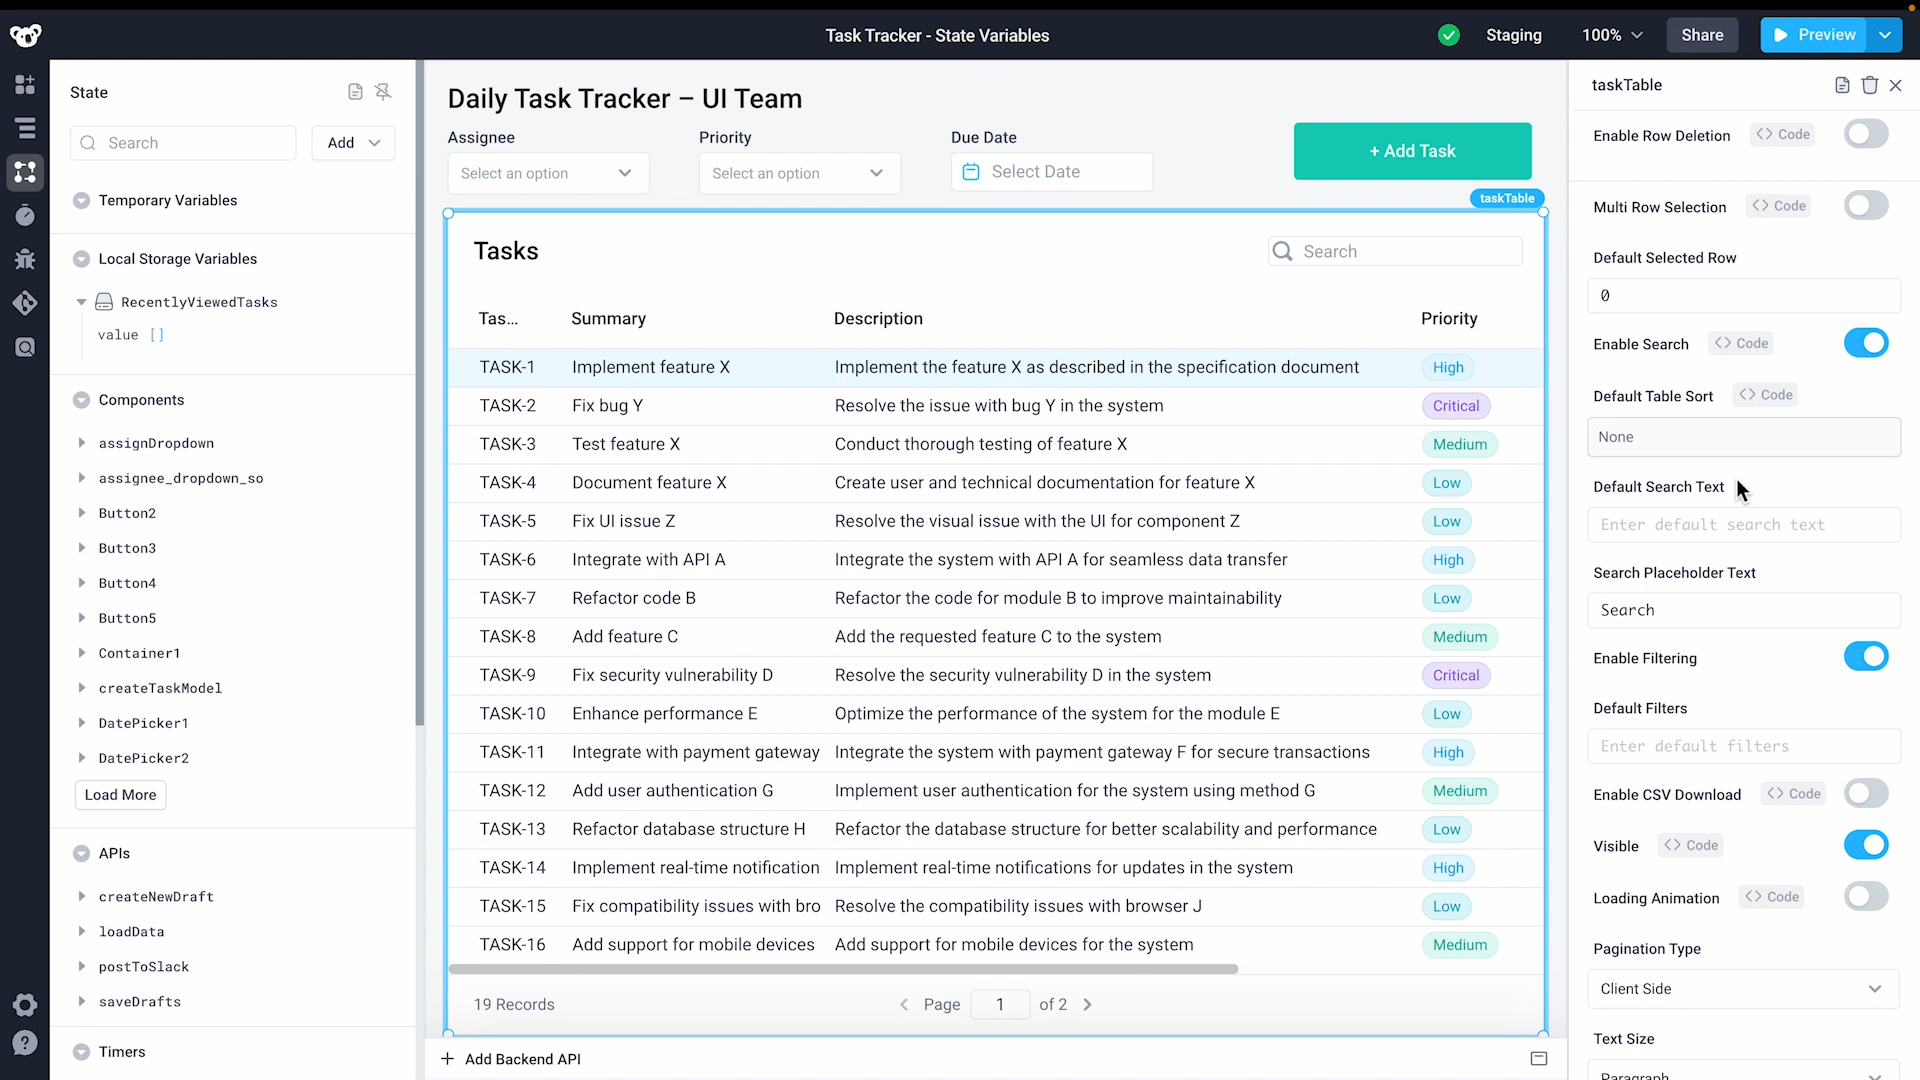 Task Tracker - State Variables
Staging
100%
Share
Preview
State
Search
Add
Temporary Variables
Local Storage Variables
RecentlyViewedTasks
value []
Components
assignDropdown
assignee_dropdown_so
Button2
Button3
Button4
Button5
Container1
createTaskModel
DatePicker1
DatePicker2
Load More
APIs
createNewDraft
loadData
postToSlack
saveDrafts
Timers
Daily Task Tracker – UI Team
Assignee
Priority
Due Date
Select an option
Select an option
Select Date
+ Add Task
taskTable
Tasks
Search
Tas... Summary Description Priority
TASK-1 Implement feature X Implement the feature X as described in the specification document High
TASK-2 Fix bug Y Resolve the issue with bug Y in the system Critical
TASK-3 Test feature X Conduct thorough testing of feature X Medium
TASK-4 Document feature X Create user and technical documentation for feature X Low
TASK-5 Fix UI issue Z Resolve the visual issue with the UI for component Z Low
TASK-6 Integrate with API A Integrate the system with API A for seamless data transfer High
TASK-7 Refactor code B Refactor the code for module B to improve maintainability Low
TASK-8 Add feature C Add the requested feature C to the system Medium
TASK-9 Fix security vulnerability D Resolve the security vulnerability D in the system Critical
TASK-10 Enhance performance E Optimize the performance of the system for the module E Low
TASK-11 Integrate with payment gateway Integrate the system with payment gateway F for secure transactions High
TASK-12 Add user authentication G Implement user authentication for the system using method G Medium
TASK-13 Refactor database structure H Refactor the database structure for better scalability and performance Low
TASK-14 Implement real-time notification Implement real-time notifications for updates in the system High
TASK-15 Fix compatibility issues with bro Resolve the compatibility issues with browser J Low
TASK-16 Add support for mobile devices Add support for mobile devices for the system Medium
19 Records
Page 1 of 2
+ Add Backend API
taskTable
Enable Row Deletion <> Code
Multi Row Selection <> Code
Default Selected Row
0
Enable Search <> Code
Default Table Sort <> Code
None
Default Search Text
Enter default search text
Search Placeholder Text
Search
Enable Filtering
Default Filters
Enter default filters
Enable CSV Download <> Code
Visible <> Code
Loading Animation <> Code
Pagination Type
Client Side
Text Size
Paragraph